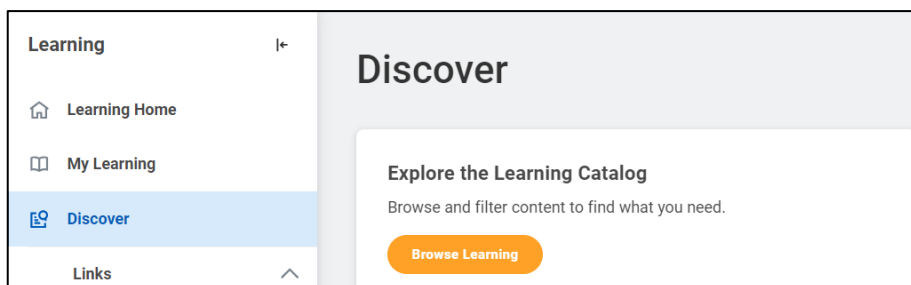 Learning
Learning Home
My Learning
Discover
Links
Discover
Explore the Learning Catalog
Browse and filter content to find what you need.
Browse Learning